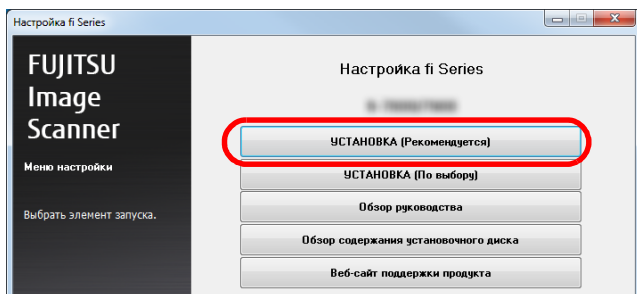 Настройка fi Series
FUJITSU
Image
Scanner
Меню настройки
Выбрать элемент запуска.
Настройка fi Series
УСТАНОВКА (Рекомендуется)
УСТАНОВКА (По выбору)
Обзор руководства
Обзор содержания установочного диска
Веб-сайт поддержки продукта